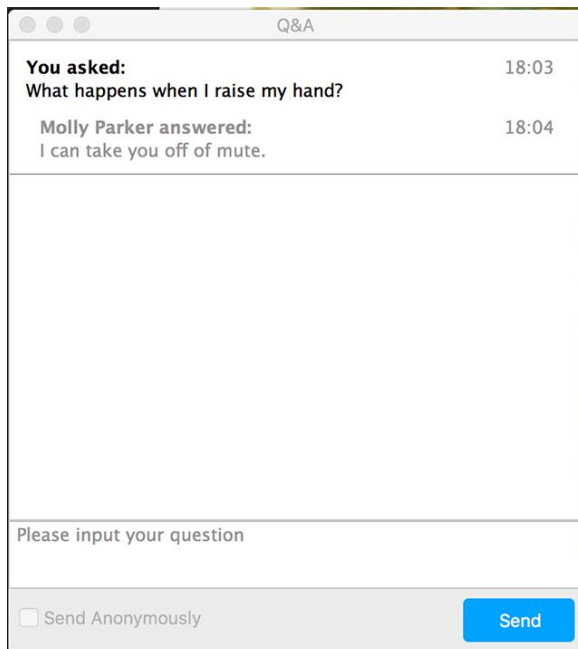 Q&A
You asked: 18:03
What happens when I raise my hand?
Molly Parker answered: 18:04
I can take you off of mute.
Please input your question
Send Anonymously Send